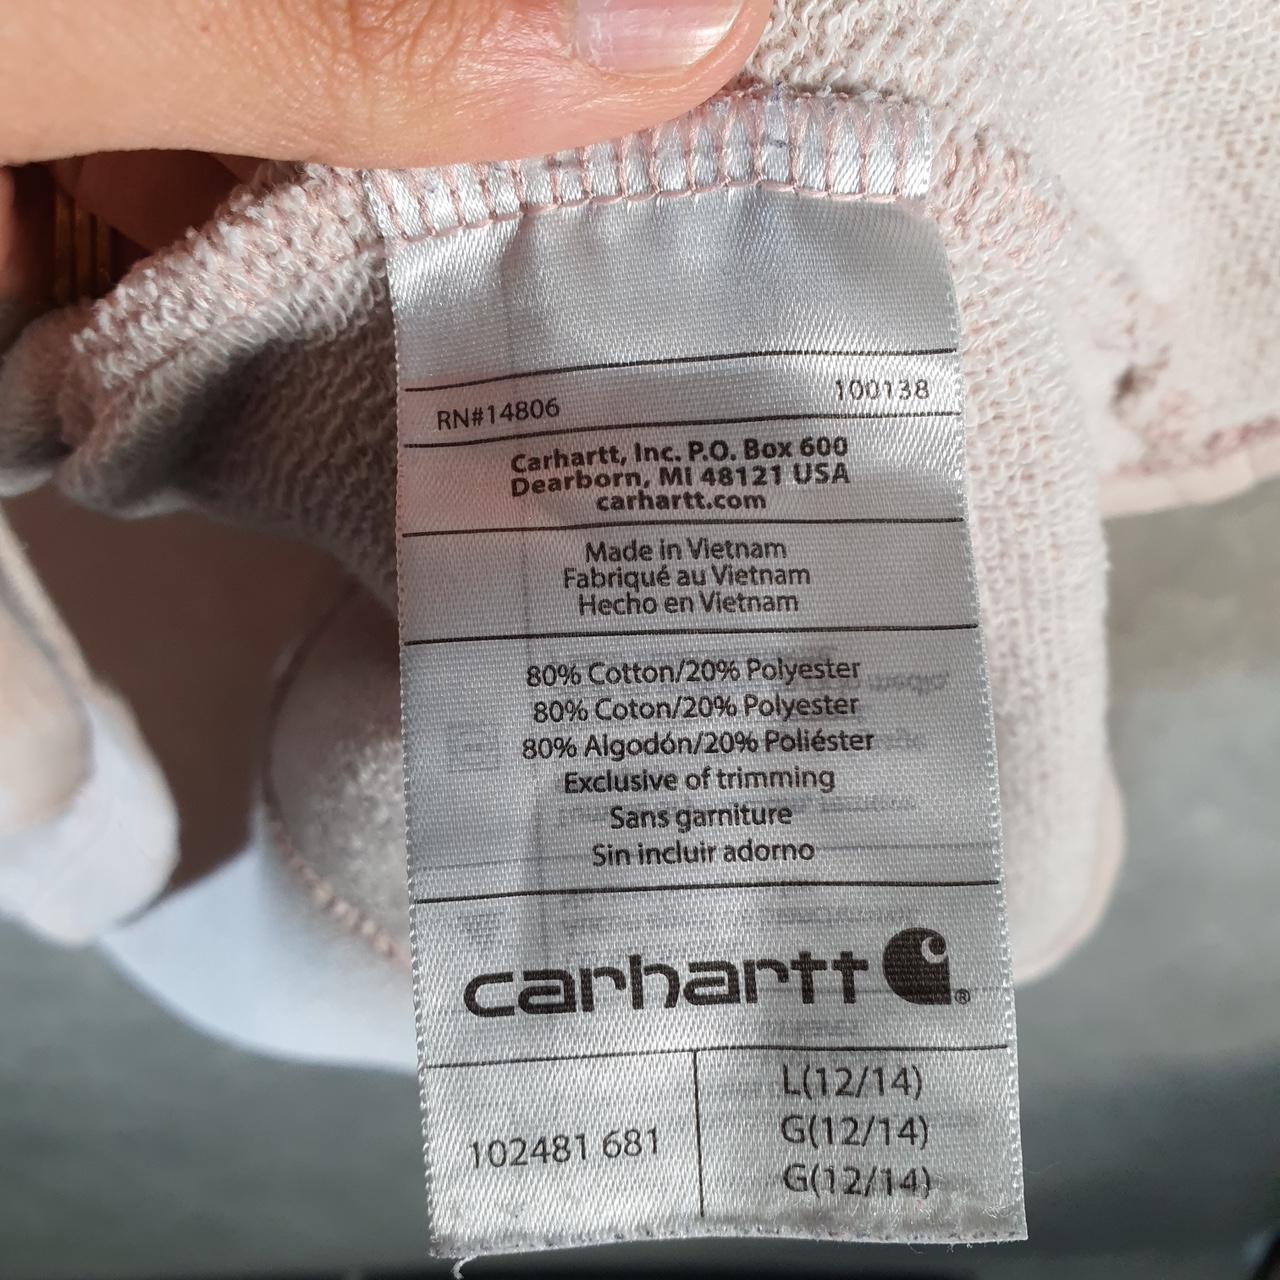 RN#14806 100138
Carhartt, Inc. P.O. Box 600
Dearborn, MI 48121 USA
carhartt.com
Made in Vietnam
Fabriqué au Vietnam
Hecho en Vietnam
80% Cotton/20% Polyester
80% Coton/20% Polyester
80% Algodón/20% Poliéster
Exclusive of trimming
Sans garniture
Sin incluir adorno
carhartt ®
102481 681
L(12/14)
G(12/14)
G(12/14)